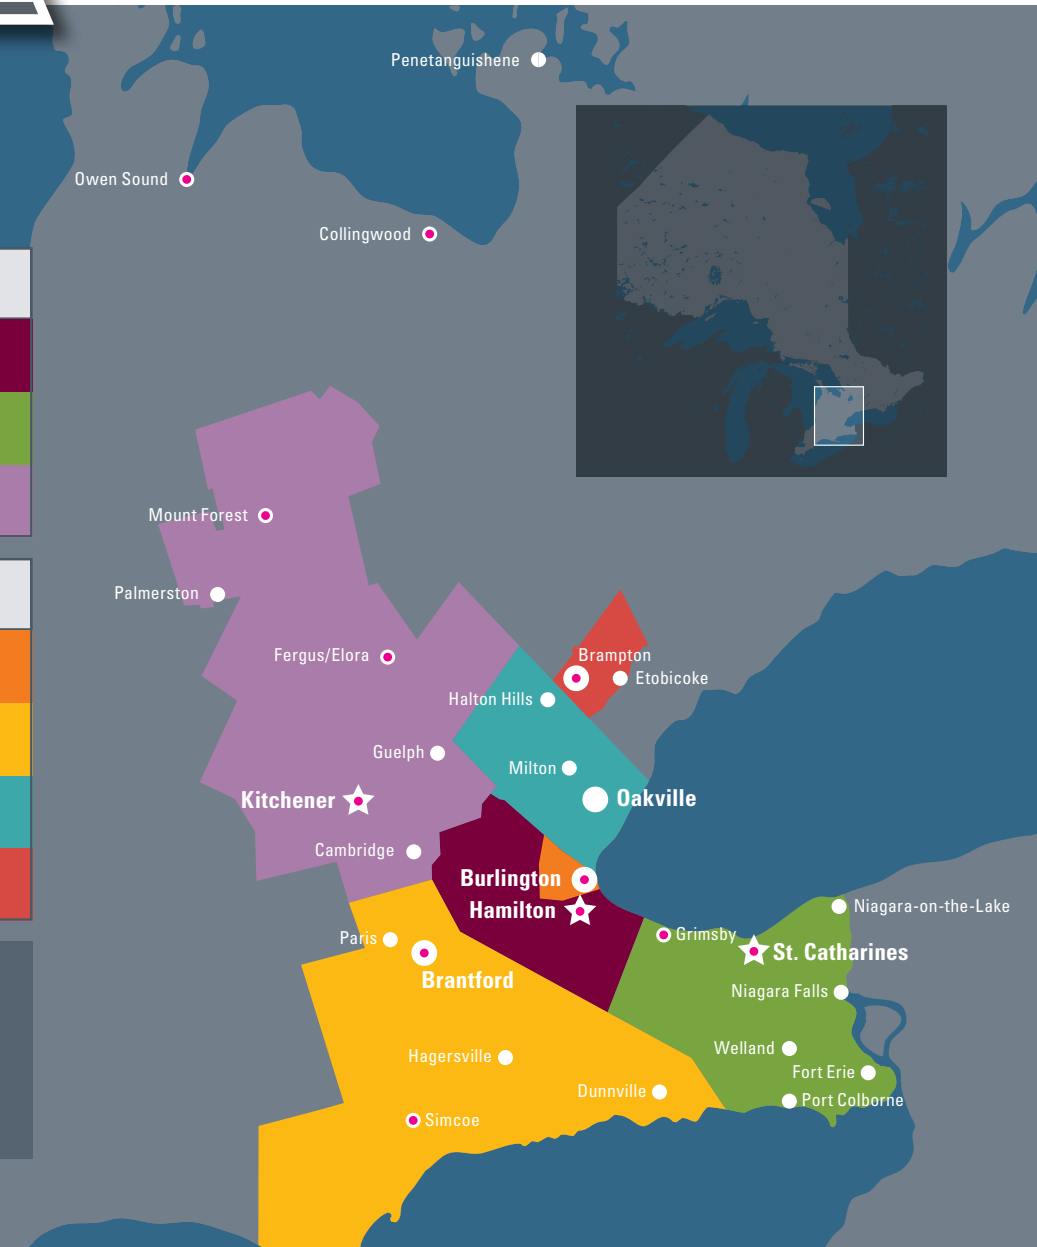 Penetanguishene
Owen Sound
Collingwood
Mount Forest
Palmerston
Fergus/Elora
Brampton
Etobicoke
Halton Hills
Guelph
Milton
Kitchener
Oakville
Cambridge
Burlington
Hamilton
Niagara-on-the-Lake
Paris
Grimsby
St. Catharines
Brantford
Niagara Falls
Welland
Hagersville
Fort Erie
Dunnville
Port Colborne
Simcoe